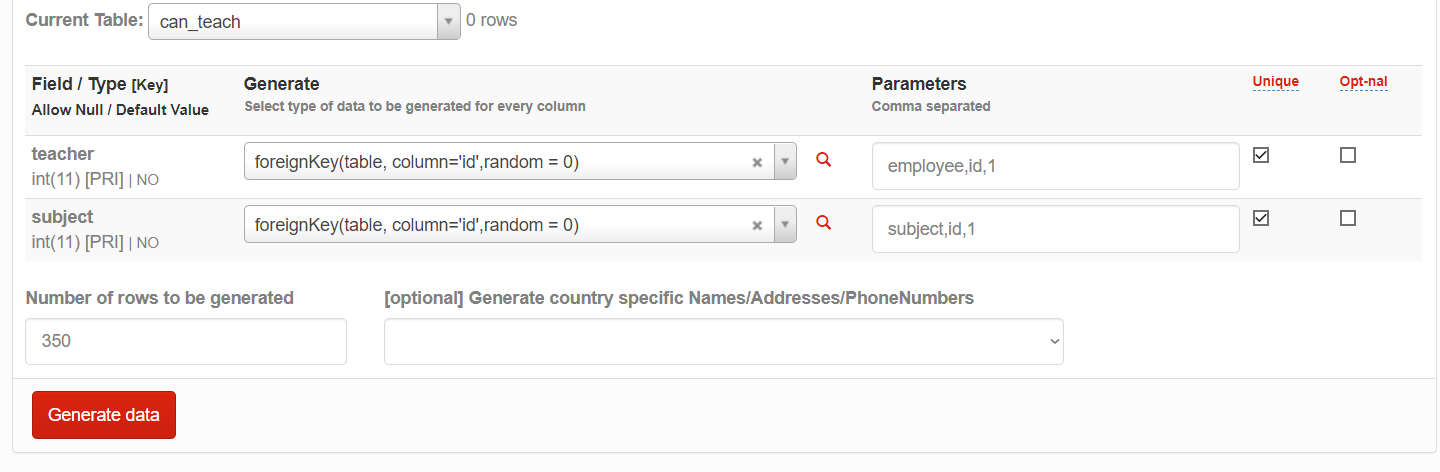 Current Table: can_teach 0 rows
Field / Type [Key] Generate Parameters Unique Opt-nal
Allow Null / Default Value Select type of data to be generated for every column Comma separated
teacher foreignKey(table, column='id',random = 0) × employee,id,1
int(11) [PRI] | NO
subject foreignKey(table, column='id',random = 0) × subject,id,1
int(11) [PRI] | NO
Number of rows to be generated [optional] Generate country specific Names/Addresses/PhoneNumbers
350
Generate data